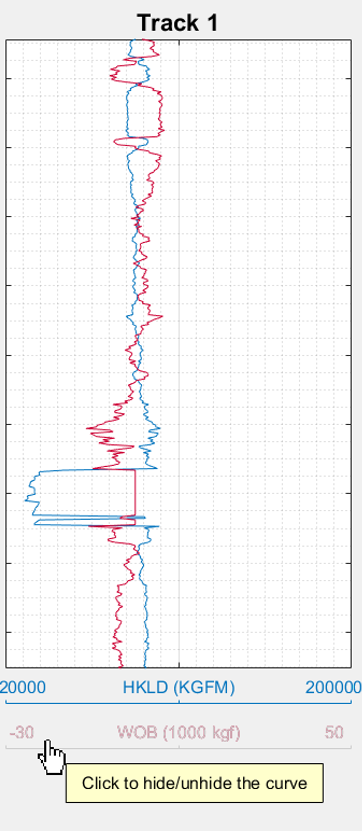 Track 1
20000 HKLD (KGFM) 200000
-30 WOB (1000 kgf) 50
Click to hide/unhide the curve